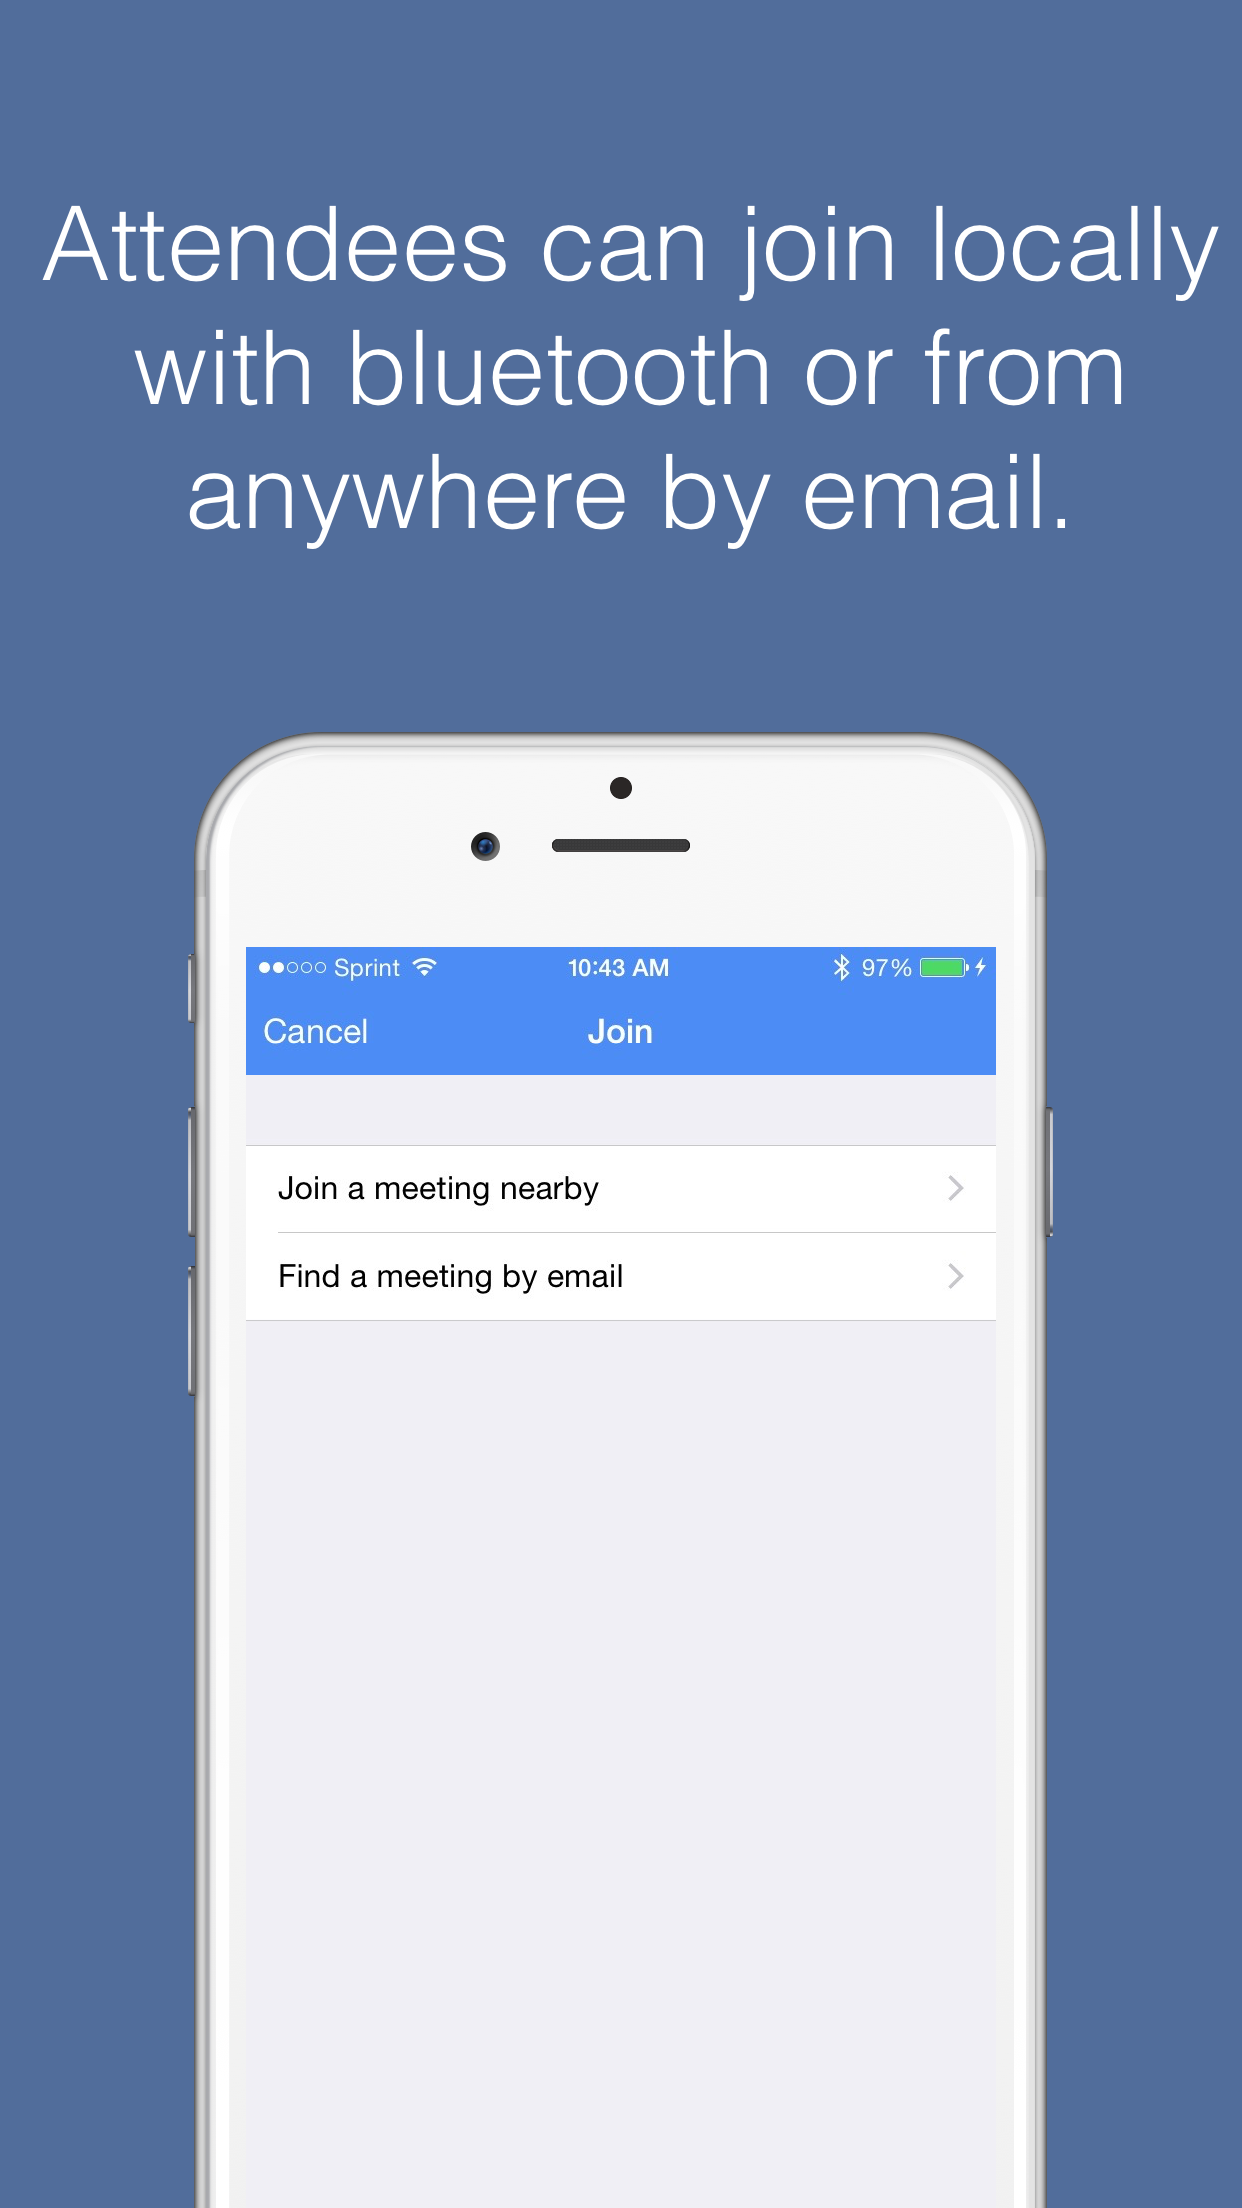 Attendees can join locally
with bluetooth or from
anywhere by email.
Sprint 10:43 AM 97%
Cancel Join
Join a meeting nearby
Find a meeting by email